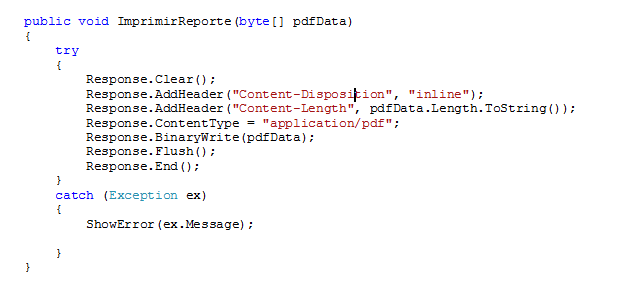 public void ImprimirReporte(byte[] pdfData)
{
    try
    {
        Response.Clear();
        Response.AddHeader("Content-Disposition", "inline");
        Response.AddHeader("Content-Length", pdfData.Length.ToString());
        Response.ContentType = "application/pdf";
        Response.BinaryWrite(pdfData);
        Response.Flush();
        Response.End();
    }
    catch (Exception ex)
    {
        ShowError(ex.Message);
    }
}